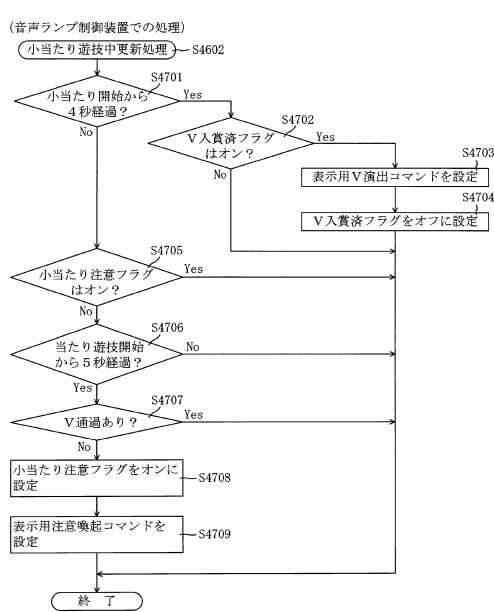 (音声ランプ制御装置での処理)
小当たり遊技中更新処理
S4602
S4701
小当たり開始から
4秒経過?
Yes
No
S4702
V入賞済フラグ
はオン?
Yes
No
S4703
表示用V演出コマンドを設定
S4704
V入賞済フラグをオフに設定
S4705
小当たり注意フラグ
はオン?
Yes
No
S4706
当たり遊技開始
から5秒経過?
No
Yes
S4707
V通過あり?
Yes
No
小当たり注意フラグをオンに
設定
S4708
表示用注意喚起コマンドを
設定
S4709
終 了